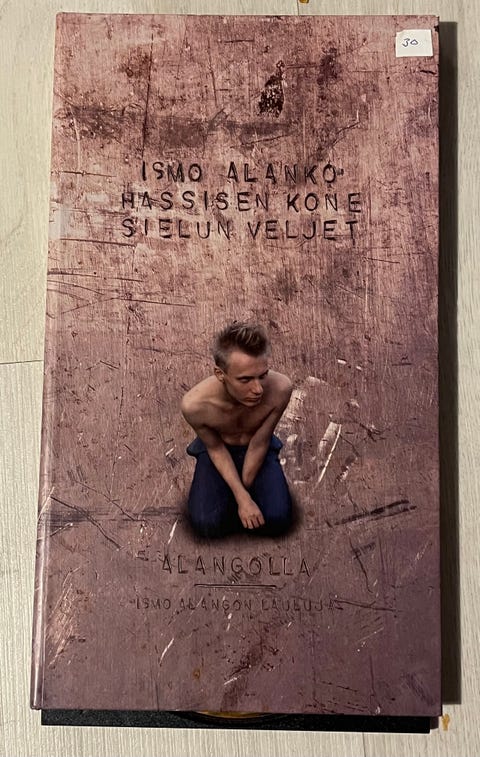 30
ISMO ALANKO
HASSISEN KONE
SIELUN VELJET
ALANGOLLA
ISMO ALANGON LAULUJA